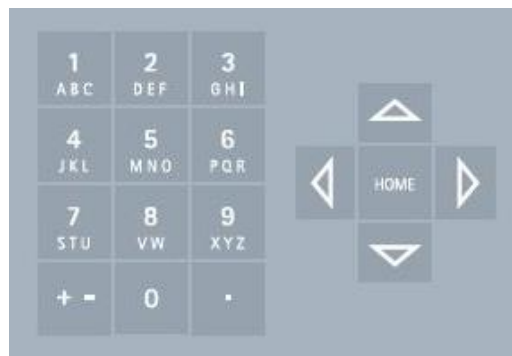 1 2 3
ABC DEF GHI
4 5 6
JKL MNO PQR
HOME
7 8 9
STU VW XYZ
+ - 0 .